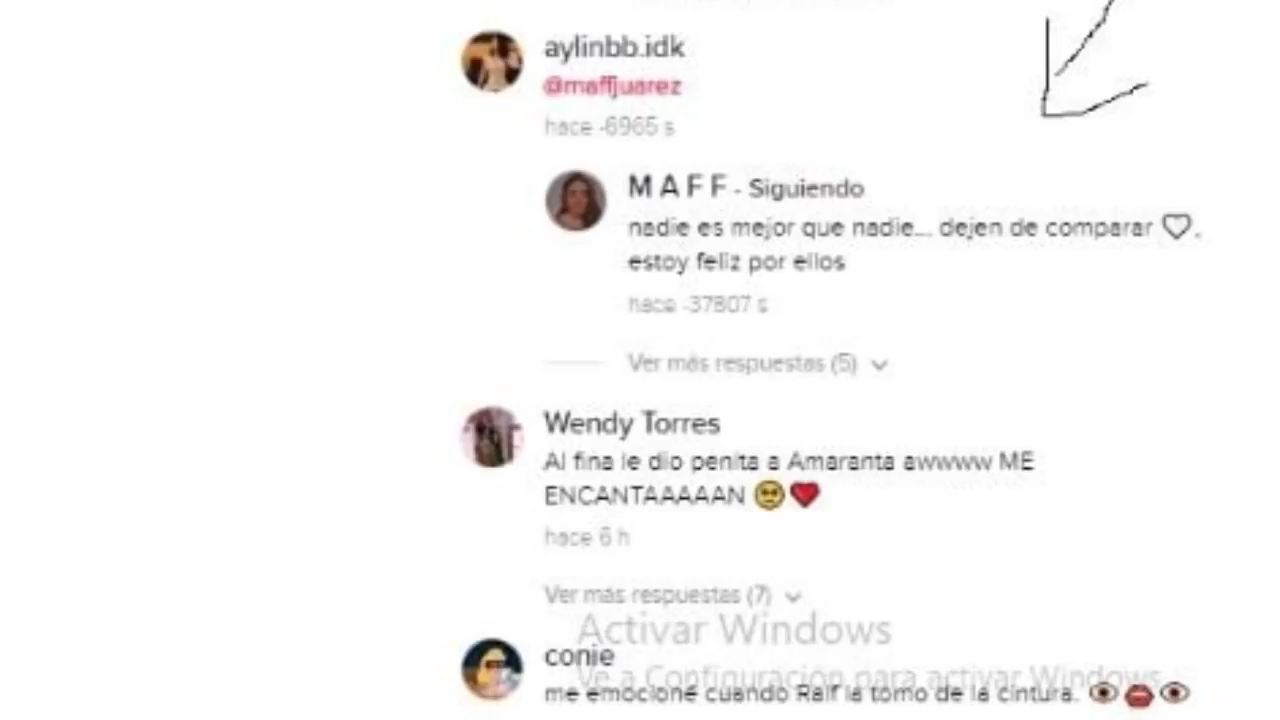 aylinbb.idk
@maffjuarez
hace -6965 s
M A F F - Siguiendo
nadie es mejor que nadie... dejen de comparar ♡.
estoy feliz por ellos
hace -37807 s
Ver más respuestas (5)
Wendy Torres
Al fina le dio penita a Amaranta awwww ME
ENCANTAAAAAN 🥺❤️
hace 6 h
Ver más respuestas (7)
Activar Windows
conie
Ve a Configuración para activar Windows.
me emocioné cuando Ralf la tomo de la cintura. 👁️👄👁️